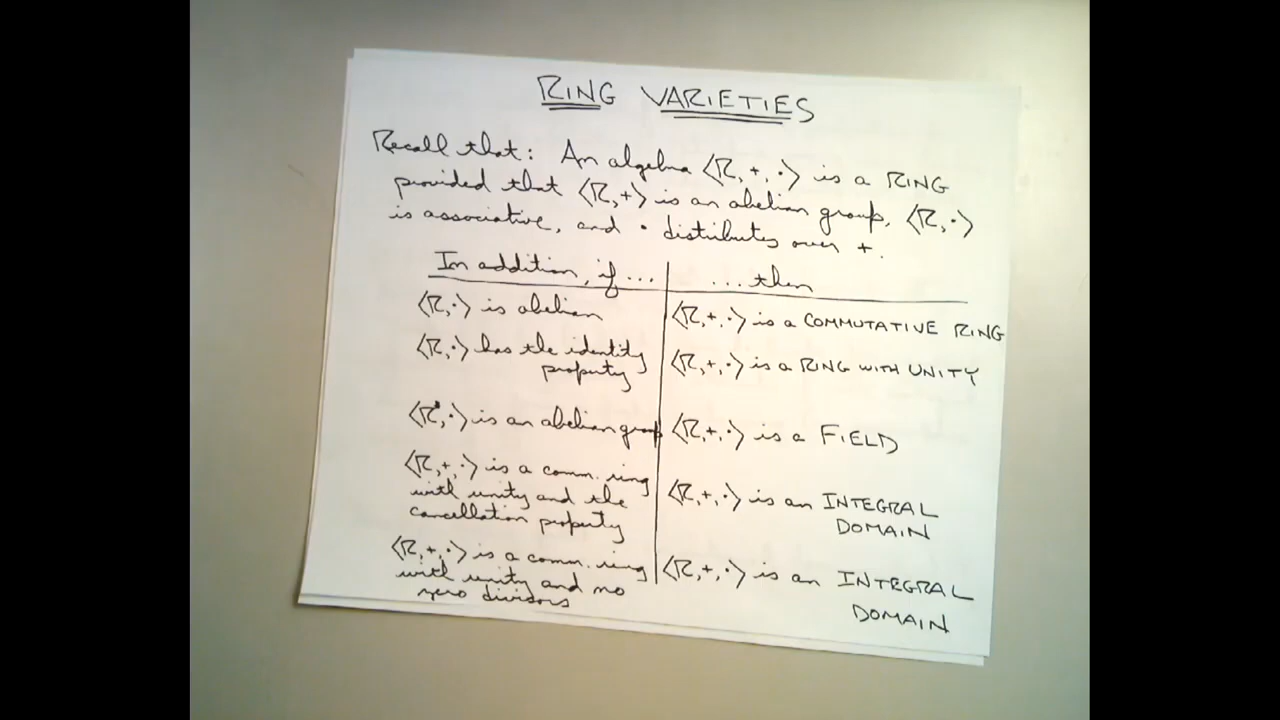 RING VARIETIES
Recall that: An algebra ⟨R, +, ·⟩ is a RING
provided that ⟨R, +⟩ is an abelian group, ⟨R, ·⟩
is associative, and · distributes over +.
In addition, if ... ... then
⟨R, ·⟩ is abelian ⟨R, +, ·⟩ is a COMMUTATIVE RING
⟨R, ·⟩ has the identity property ⟨R, +, ·⟩ is a RING WITH UNITY
⟨R*, ·⟩ is an abelian group ⟨R, +, ·⟩ is a FIELD
⟨R, +, ·⟩ is a comm. ring
with unity and the
cancellation property
⟨R, +, ·⟩ is an INTEGRAL
DOMAIN
⟨R, +, ·⟩ is a comm. ring
with unity and no
zero divisors
⟨R, +, ·⟩ is an INTEGRAL
DOMAIN